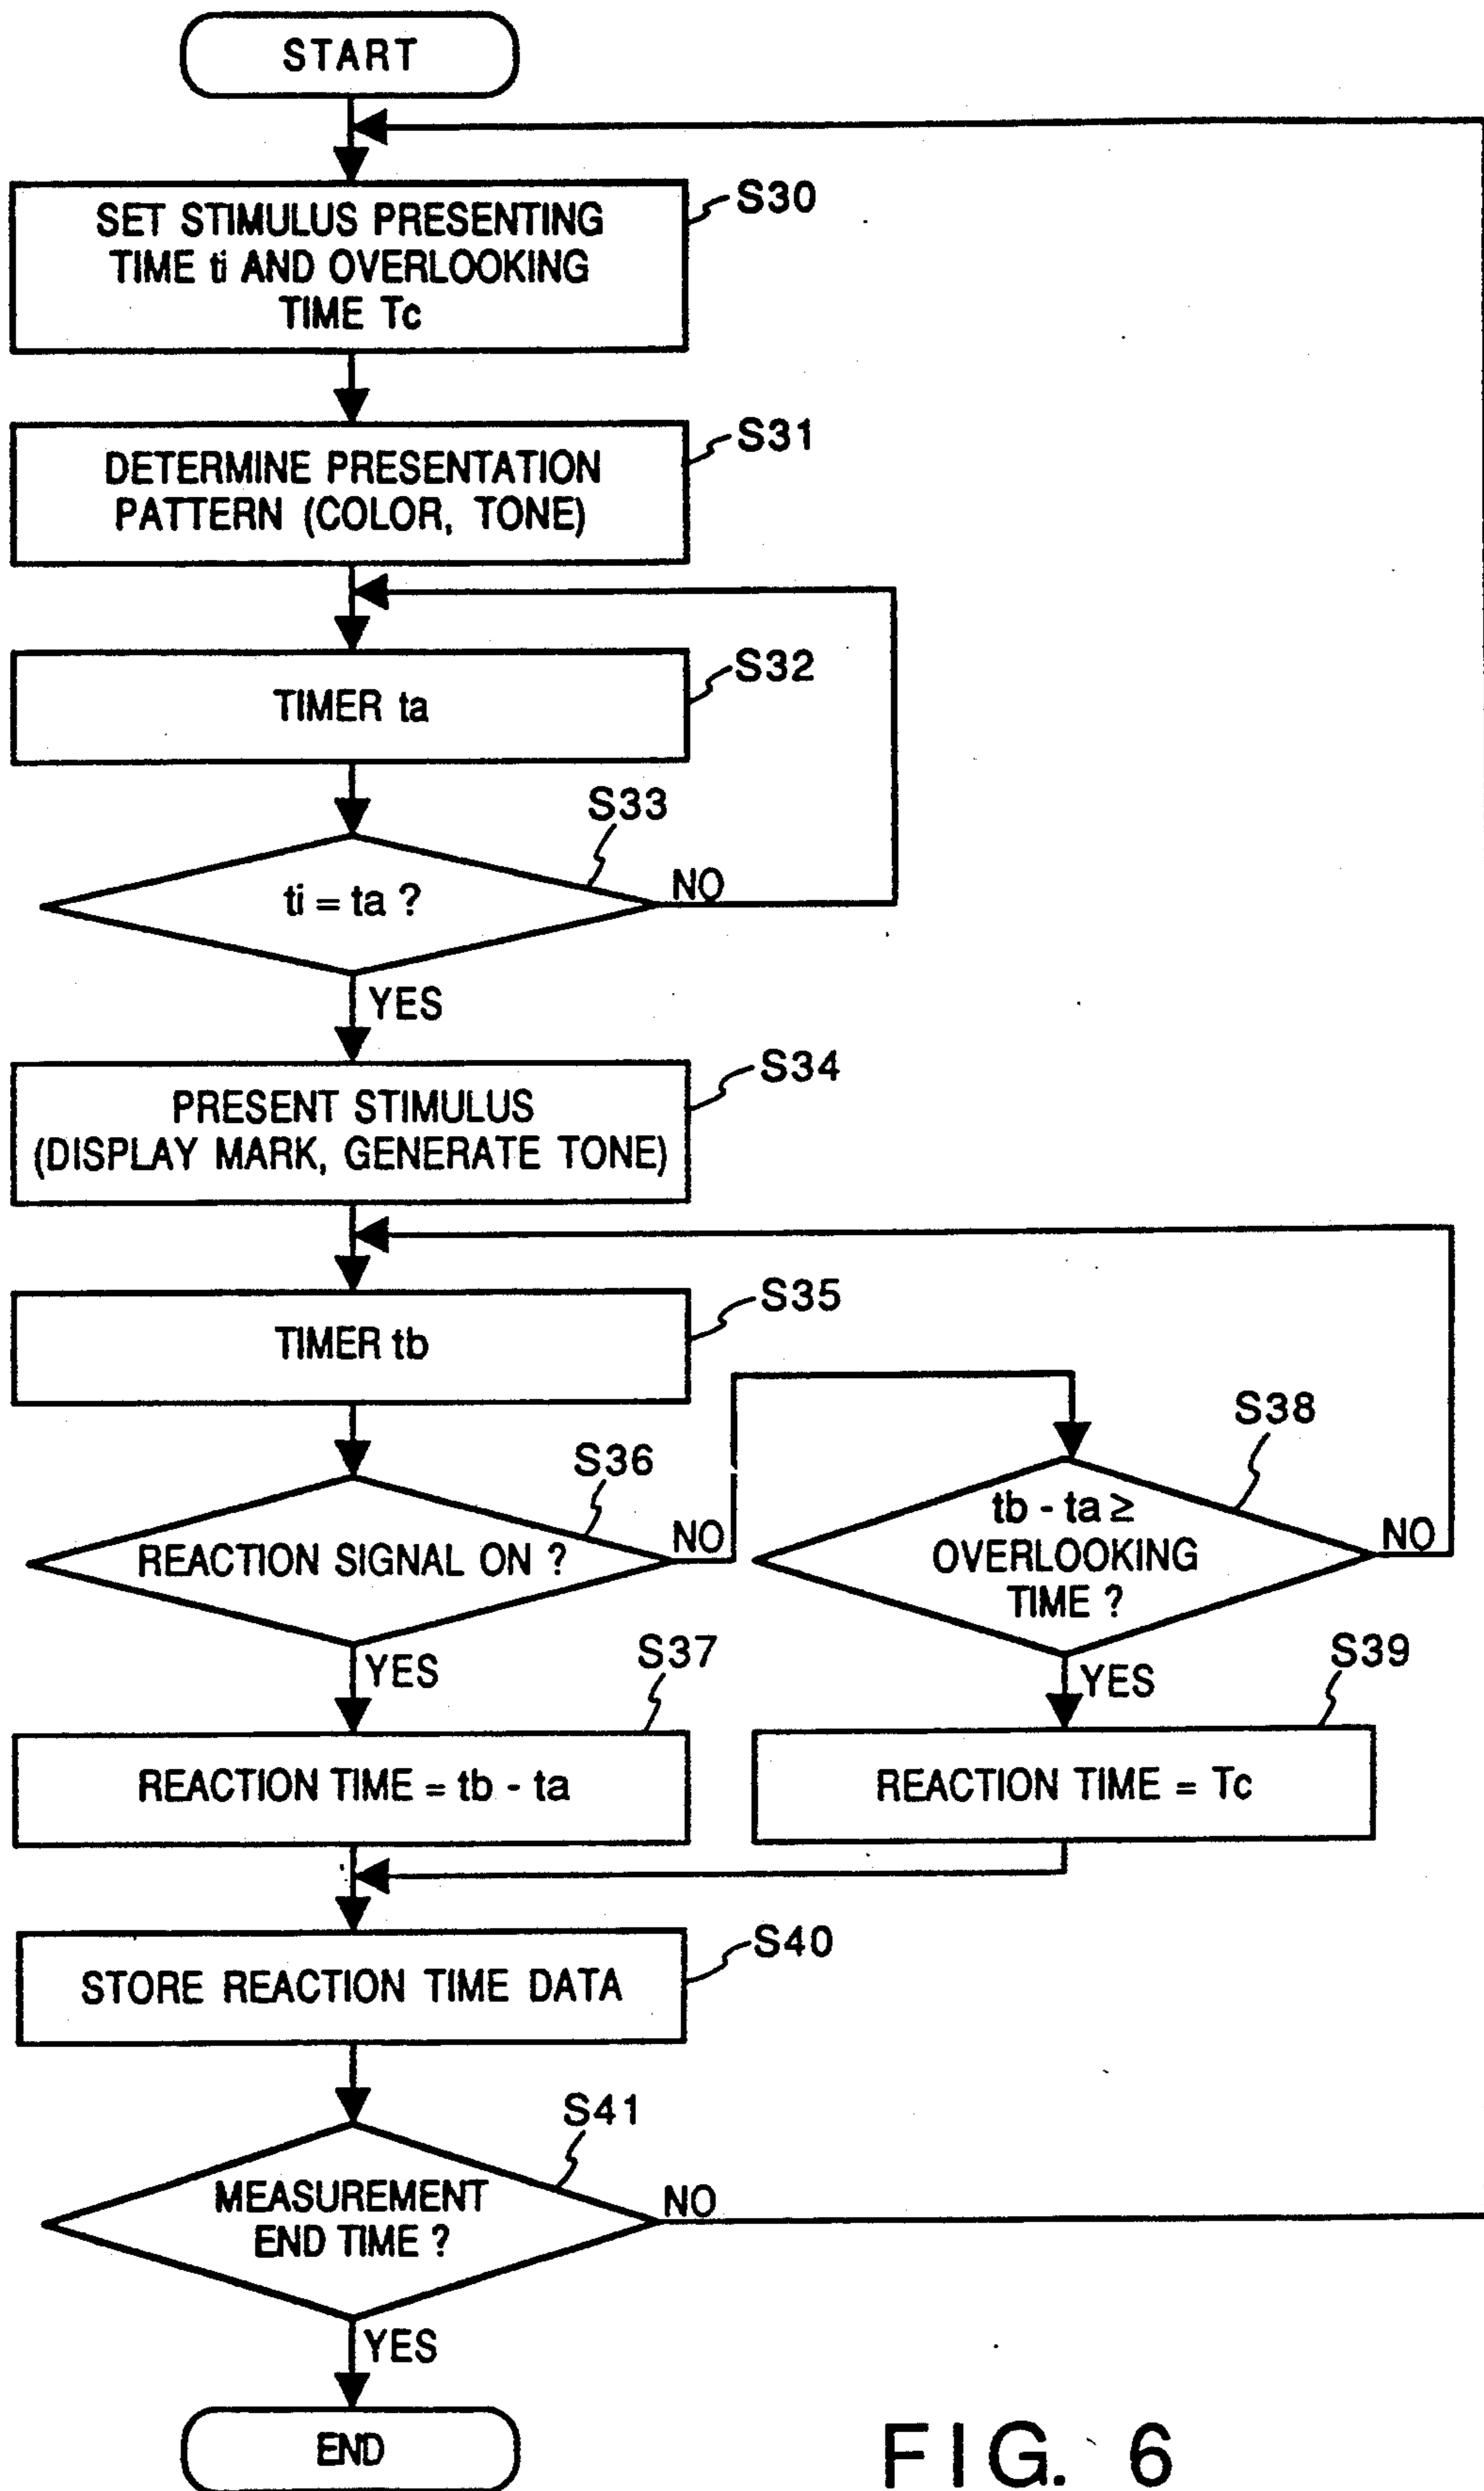 START
SET STIMULUS PRESENTING
TIME ti AND OVERLOOKING
TIME Tc
S30
DETERMINE PRESENTATION
PATTERN (COLOR, TONE)
S31
TIMER ta
S32
S33
ti = ta ?
NO
YES
PRESENT STIMULUS
(DISPLAY MARK, GENERATE TONE)
S34
TIMER tb
S35
S36
REACTION SIGNAL ON ?
NO
S38
tb - ta ≥
OVERLOOKING
TIME ?
NO
YES
S37
REACTION TIME = tb - ta
YES
S39
REACTION TIME = Tc
STORE REACTION TIME DATA
S40
S41
MEASUREMENT
END TIME ?
NO
YES
END
FIG. 6